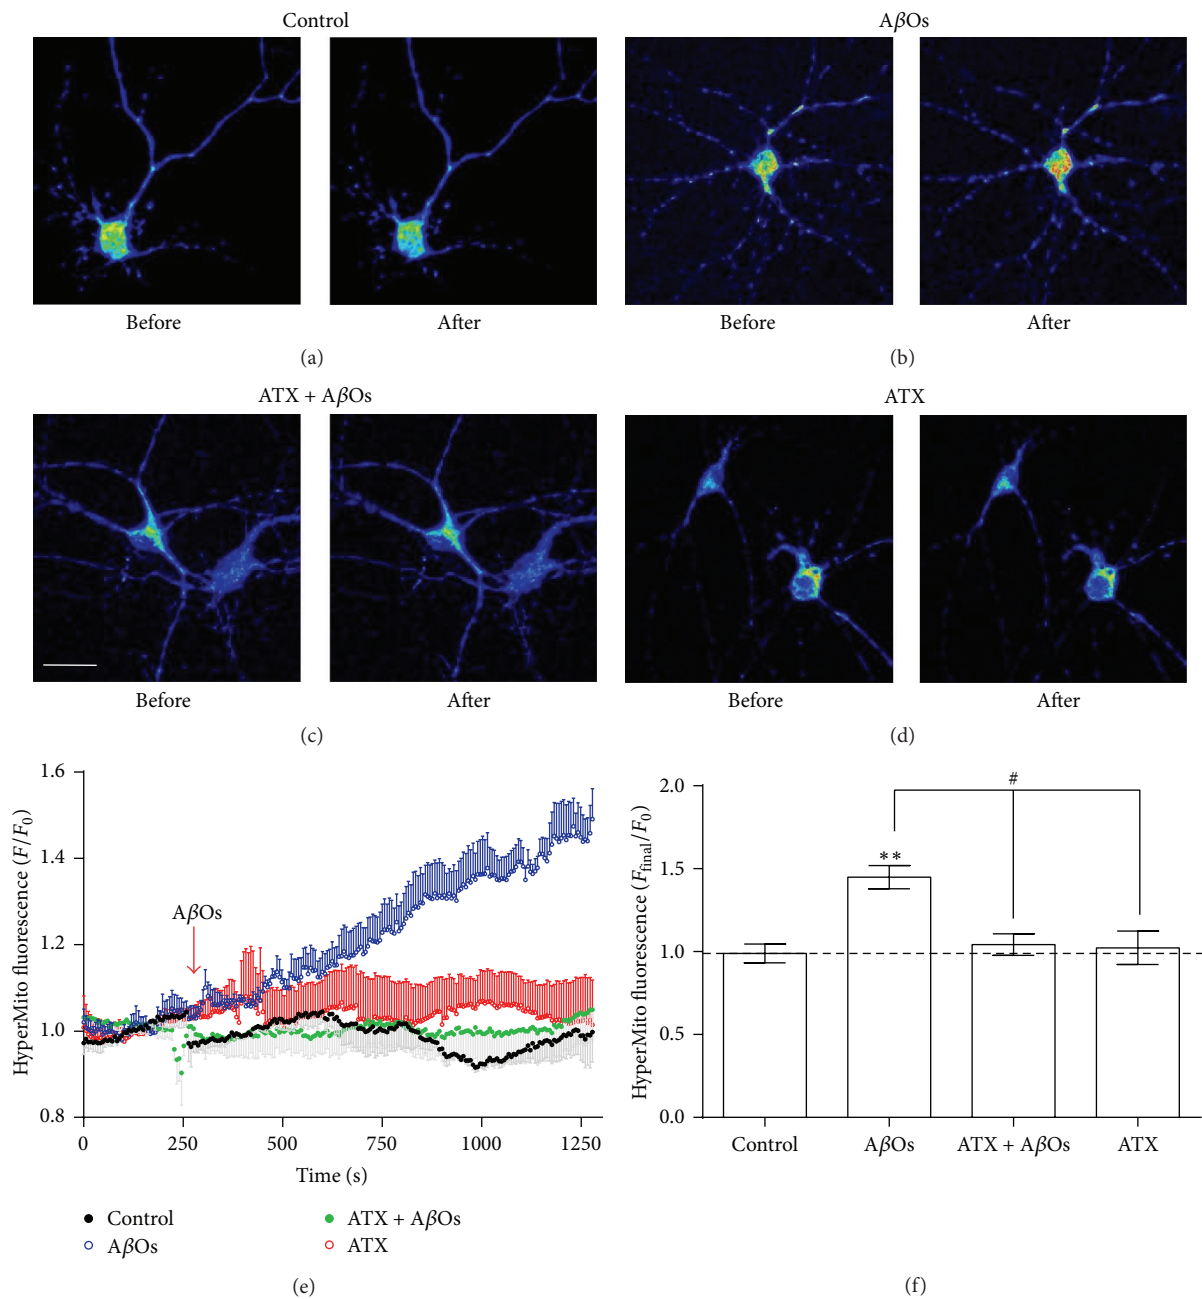 Control
AβOs
Before
After
Before
After
(a)
(b)
ATX + AβOs
ATX
Before
After
Before
After
(c)
(d)
HyperMito fluorescence (F/F0)
1.6
1.4
1.2
1.0
0.8
AβOs
0
250
500
750
1000
1250
Time (s)
Control
AβOs
ATX + AβOs
ATX
(e)
HyperMito fluorescence (Ffinal/F0)
2.0
1.5
1.0
0.5
0.0
#
**
Control
AβOs
ATX + AβOs
ATX
(f)